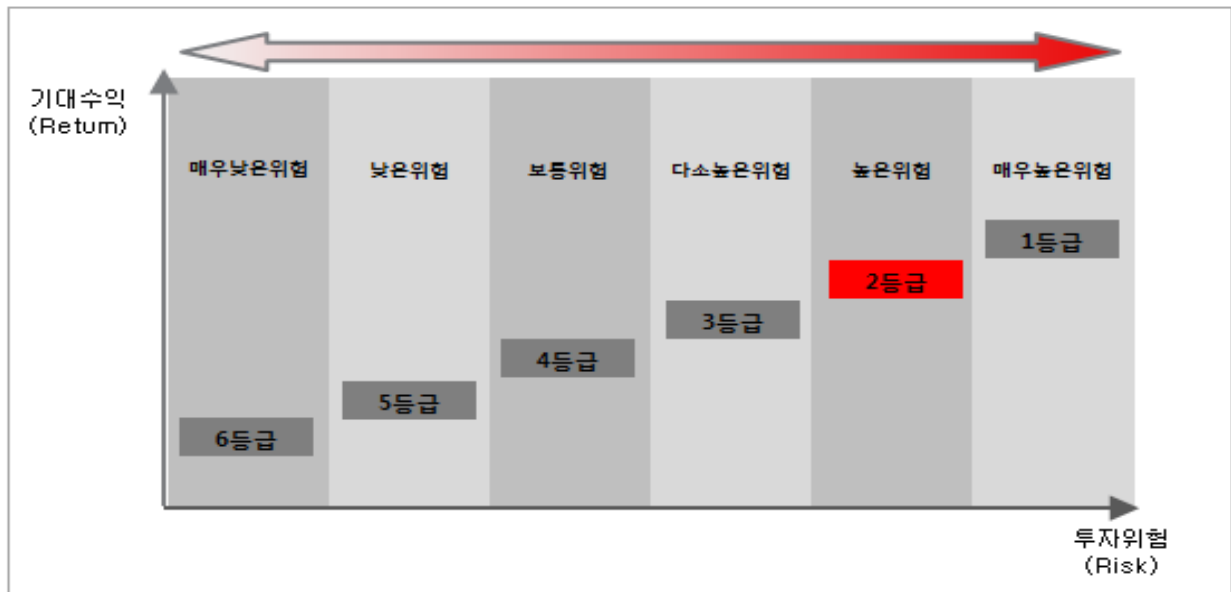 기대수익
(Return)
매우낮은위험 낮은위험 보통위험 다소높은위험 높은위험 매우높은위험
1등급
2등급
3등급
4등급
5등급
6등급
투자위험
(Risk)